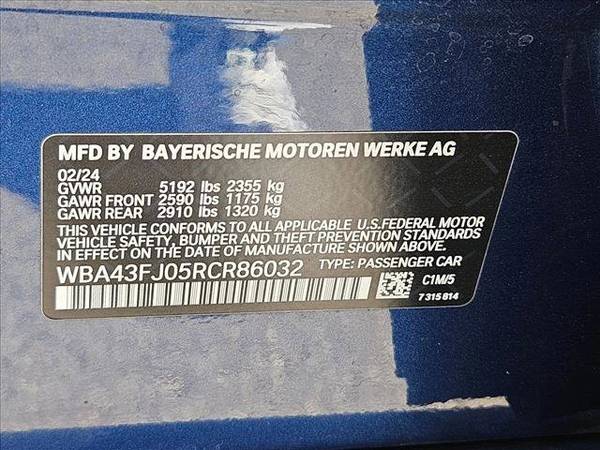 MFD BY BAYERISCHE MOTOREN WERKE AG
02/24
GVWR 5192 lbs 2355 kg
GAWR FRONT 2590 lbs 1175 kg
GAWR REAR 2910 lbs 1320 kg
THIS VEHICLE CONFORMS TO ALL APPLICABLE U.S.FEDERAL MOTOR
VEHICLE SAFETY, BUMPER AND THEFT PREVENTION STANDARDS IN
EFFECT ON THE DATE OF MANUFACTURE SHOWN ABOVE.
WBA43FJ05RCR86032 TYPE: PASSENGER CAR
C1M/5
7315814